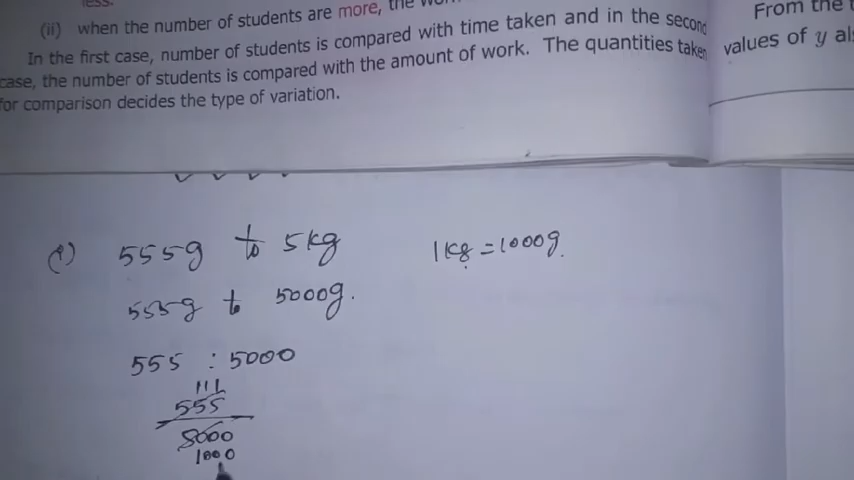 less.
(ii) when the number of students are more, the
In the first case, number of students is compared with time taken and in the second
case, the number of students is compared with the amount of work. The quantities taken
for comparison decides the type of variation.
From the
values of y
555g to 5kg
1kg = 1000g.
555g to 5000g.
555 : 5000
111
555
5000
1000